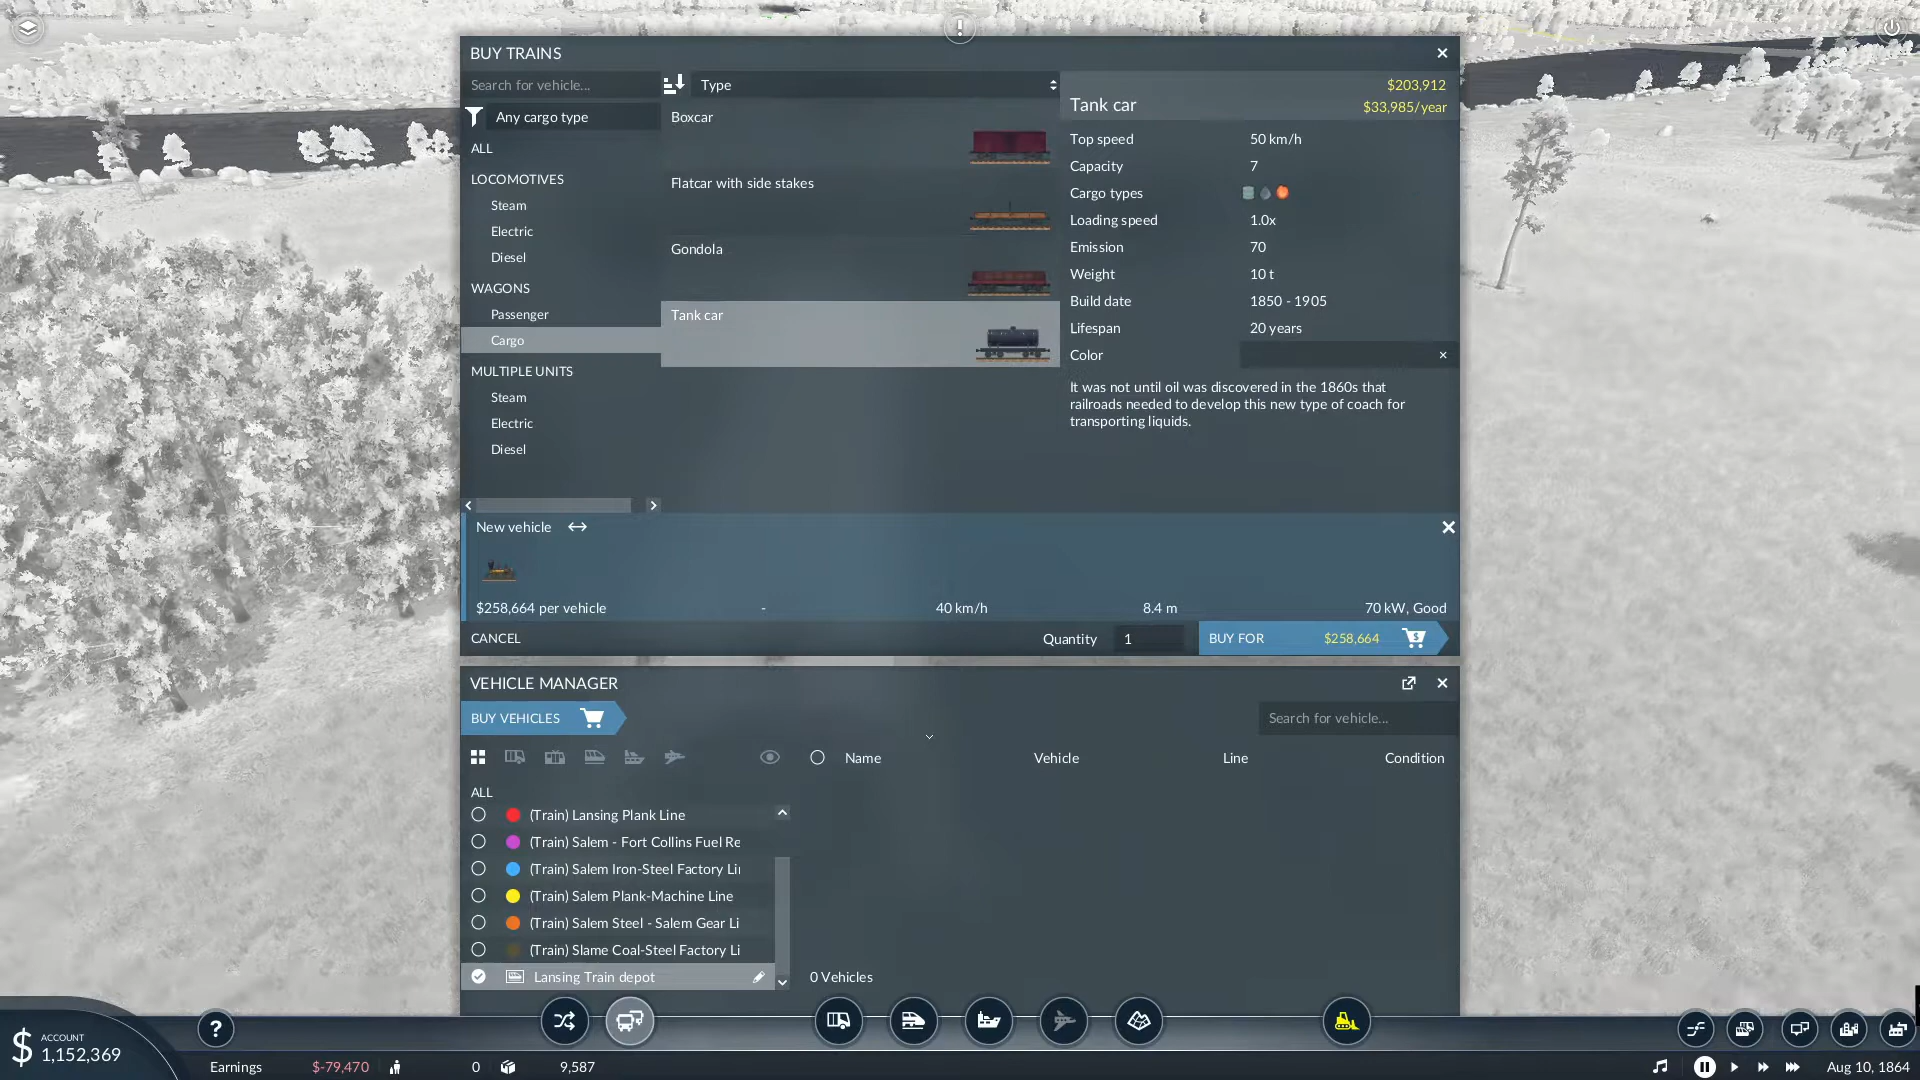 BUY TRAINS
Search for vehicle...
Type
Any cargo type
ALL
LOCOMOTIVES
Steam
Electric
Diesel
WAGONS
Passenger
Cargo
MULTIPLE UNITS
Steam
Electric
Diesel
Boxcar
Flatcar with side stakes
Gondola
Tank car
$203,912
Tank car
$33,985/year
Top speed 50 km/h
Capacity 7
Cargo types
Loading speed 1.0x
Emission 70
Weight 10 t
Build date 1850 - 1905
Lifespan 20 years
Color
It was not until oil was discovered in the 1860s that
railroads needed to develop this new type of coach for
transporting liquids.
New vehicle
$258,664 per vehicle - 40 km/h 8.4 m 70 kW, Good
CANCEL Quantity 1 BUY FOR $258,664
VEHICLE MANAGER
BUY VEHICLES
Search for vehicle...
Name Vehicle Line Condition
ALL
(Train) Lansing Plank Line
(Train) Salem - Fort Collins Fuel Re
(Train) Salem Iron-Steel Factory Li
(Train) Salem Plank-Machine Line
(Train) Salem Steel - Salem Gear Li
(Train) Slame Coal-Steel Factory Li
Lansing Train depot
0 Vehicles
$ ACCOUNT
1,152,369
?
Earnings $-79,470 0 9,587
Aug 10, 1864